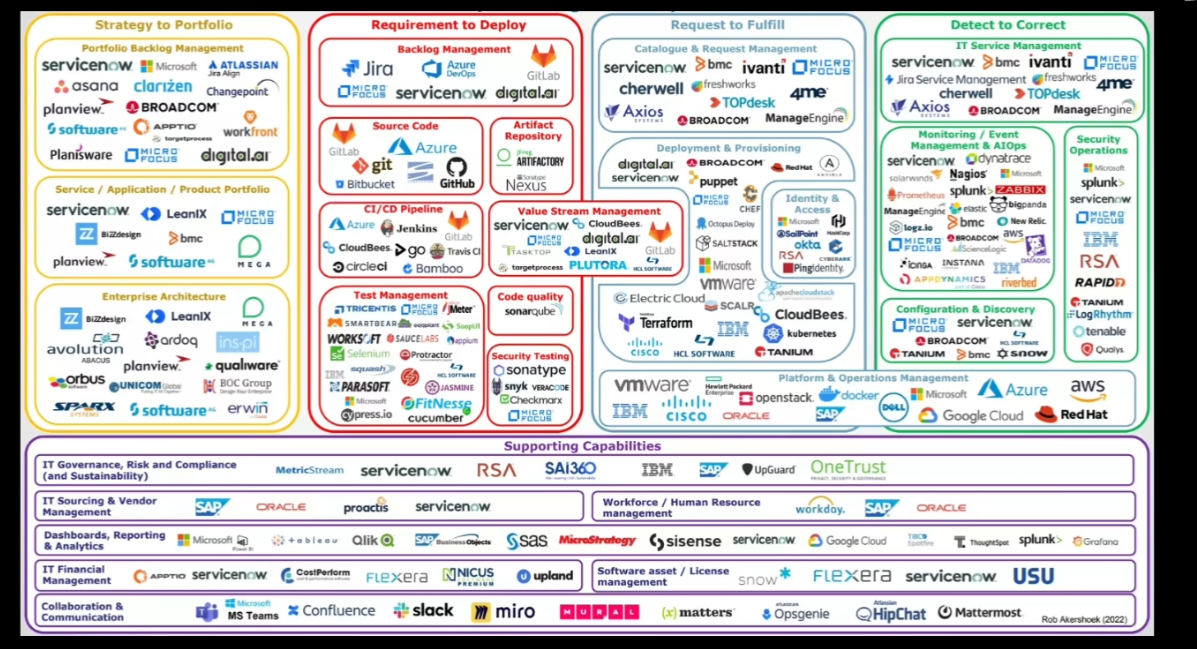 Strategy to Portfolio
Portfolio Backlog Management
servicenow Microsoft ATLASSIAN Jira Align
asana clarizen Changepoint
planview BROADCOM
software AG APPTIO targetprocess workfront
Planisware MICRO FOCUS digital.ai
Service / Application / Product Portfolio
servicenow LeanIX MICRO FOCUS
BiZZdesign bmc MEGA
planview software AG
Enterprise Architecture
BiZZdesign LeanIX MEGA
avolution ABACUS ardoq ins-pi
planview qualiware
orbus software UNICOM Global BOC Group
SPARX SYSTEMS software AG erwin
Requirement to Deploy
Backlog Management
Jira Azure DevOps GitLab
MICRO FOCUS servicenow digital.ai
Source Code
GitLab Azure
git
Bitbucket GitHub
Artifact Repository
jfrog ARTIFACTORY
Sonatype Nexus
CI/CD Pipeline
Azure Jenkins GitLab
CloudBees go Travis CI
circleci Bamboo
Value Stream Management
servicenow CloudBees
MICRO FOCUS digital.ai GitLab
TASKTOP LeanIX
targetprocess PLUTORA HCL SOFTWARE
Test Management
TRICENTIS MICRO FOCUS JMeter
SMARTBEAR eggplant SoapUI
WORKSOFT SAUCELABS appium
Selenium Protractor
IBM squash HCL SOFTWARE
PARASOFT JASMINE
Microsoft FitNesse
cypress.io cucumber
Code quality
sonarqube
Security Testing
sonatype
snyk VERACODE
Checkmarx
MICRO FOCUS
Request to Fulfill
Catalogue & Request Management
servicenow bmc ivanti MICRO FOCUS
cherwell freshworks 4me
TOPdesk
Axios SYSTEMS BROADCOM ManageEngine
Deployment & Provisioning
digital.ai BROADCOM Red Hat ANSIBLE
servicenow puppet
MICRO FOCUS CHEF
Octopus Deploy
SALTSTACK
Microsoft
vmware
Electric Cloud SCALR apachecloudstack
CloudBees
Terraform IBM kubernetes
CISCO HCL SOFTWARE TANIUM
Identity & Access
Microsoft HashiCorp
SailPoint
okta CYBERARK
RSA
PingIdentity
Detect to Correct
IT Service Management
servicenow bmc ivanti MICRO FOCUS
Jira Service Management freshworks 4me
cherwell TOPdesk
Axios SYSTEMS BROADCOM ManageEngine
Monitoring / Event Management & AIOps
servicenow dynatrace
solarwinds Nagios Microsoft
Prometheus splunk> ZABBIX
ManageEngine elastic bigpanda
logz.io bmc New Relic
MICRO FOCUS BROADCOM aws DATADOG
ScienceLogic
ICINGA INSTANA IBM
APPDYNAMICS riverbed
Configuration & Discovery
MICRO FOCUS servicenow
BROADCOM HCL SOFTWARE
TANIUM bmc SNOW
Security Operations
Microsoft
splunk>
servicenow
MICRO FOCUS
IBM
RSA
RAPID7
TANIUM
LogRhythm
tenable
Qualys
Platform & Operations Management
vmware Hewlett Packard Enterprise openstack docker Microsoft Azure aws
IBM CISCO ORACLE SAP DELL Google Cloud Red Hat
Supporting Capabilities
IT Governance, Risk and Compliance (and Sustainability)
MetricStream servicenow RSA SAI360 IBM SAP UpGuard OneTrust
PRIVACY, SECURITY & GOVERNANCE
IT Sourcing & Vendor Management
SAP ORACLE proactis servicenow
Workforce / Human Resource management
workday. SAP ORACLE
Dashboards, Reporting & Analytics
Microsoft Power BI tableau Qlik SAP BusinessObjects sas MicroStrategy sisense servicenow Google Cloud TIBCO Spotfire ThoughtSpot splunk> Grafana
IT Financial Management
APPTIO servicenow CostPerform FLEXERA NICUS PREMIUM upland
Software asset / License management
snow FLEXERA servicenow USU
Collaboration & Communication
Microsoft MS Teams Confluence slack miro MURAL (x)matters Opsgenie Atlassian HipChat Mattermost
Rob Akershoek (2022)